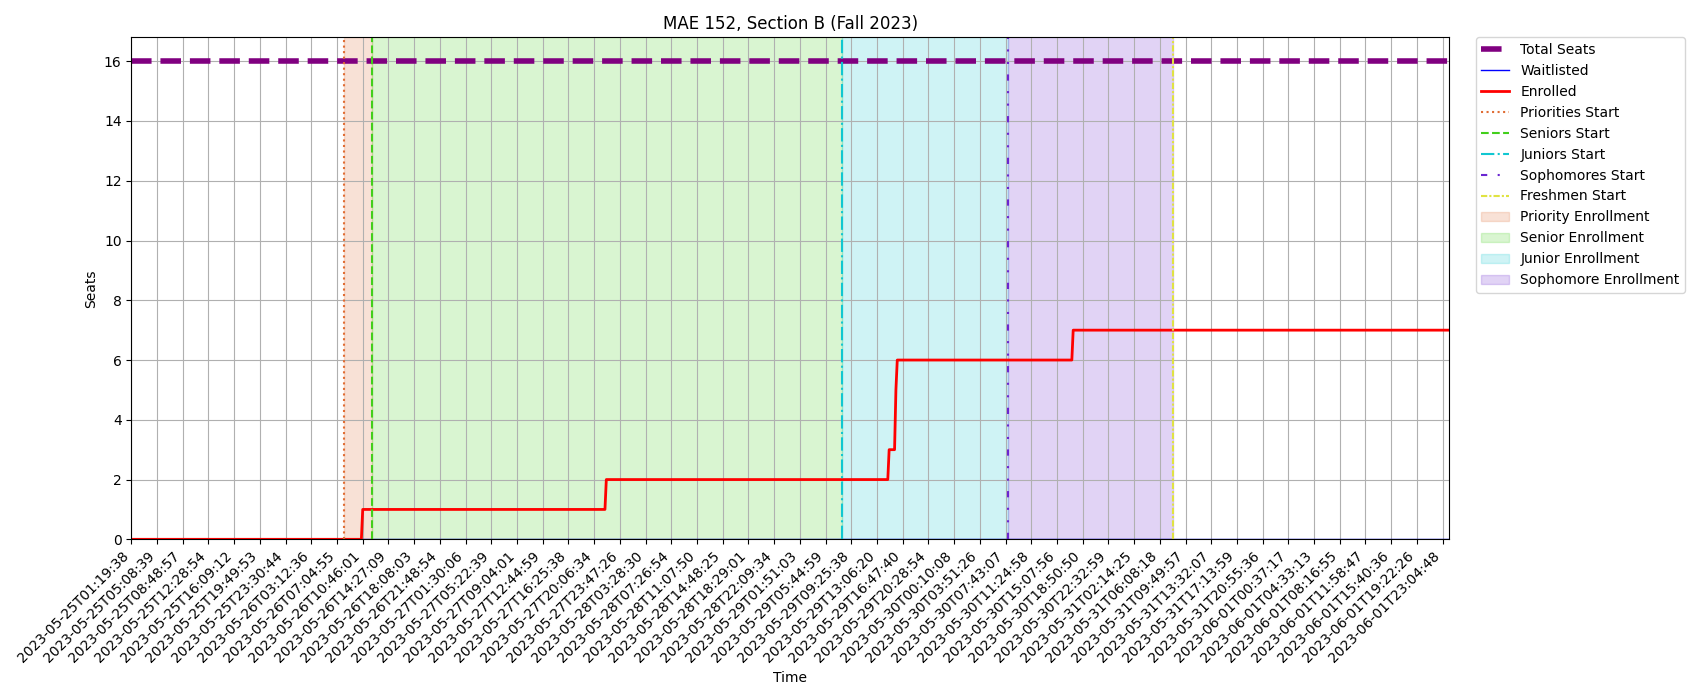 MAE 152, Section B (Fall 2023)
Seats
16
14
12
10
8
6
4
2
0
2023-05-25T01:19:38
2023-05-25T05:08:39
2023-05-25T08:48:57
2023-05-25T12:28:54
2023-05-25T16:09:12
2023-05-25T19:49:53
2023-05-25T23:30:44
2023-05-26T03:12:36
2023-05-26T07:04:55
2023-05-26T10:46:01
2023-05-26T14:27:09
2023-05-26T18:08:03
2023-05-26T21:48:54
2023-05-27T01:30:06
2023-05-27T05:22:39
2023-05-27T09:04:01
2023-05-27T12:44:59
2023-05-27T16:25:38
2023-05-27T20:06:34
2023-05-27T23:47:26
2023-05-28T03:28:30
2023-05-28T07:26:54
2023-05-28T11:07:50
2023-05-28T14:48:25
2023-05-28T18:29:01
2023-05-28T22:09:34
2023-05-29T01:51:03
2023-05-29T05:44:59
2023-05-29T09:25:38
2023-05-29T13:06:20
2023-05-29T16:47:40
2023-05-29T20:28:54
2023-05-30T00:10:08
2023-05-30T03:51:26
2023-05-30T07:43:07
2023-05-30T11:24:58
2023-05-30T15:07:56
2023-05-30T18:50:50
2023-05-30T22:32:59
2023-05-31T02:14:25
2023-05-31T06:08:18
2023-05-31T09:49:57
2023-05-31T13:32:07
2023-05-31T17:13:59
2023-05-31T20:55:36
2023-06-01T00:37:17
2023-06-01T04:33:13
2023-06-01T08:16:55
2023-06-01T11:58:47
2023-06-01T15:40:36
2023-06-01T19:22:26
2023-06-01T23:04:48
Time
Total Seats
Waitlisted
Enrolled
Priorities Start
Seniors Start
Juniors Start
Sophomores Start
Freshmen Start
Priority Enrollment
Senior Enrollment
Junior Enrollment
Sophomore Enrollment